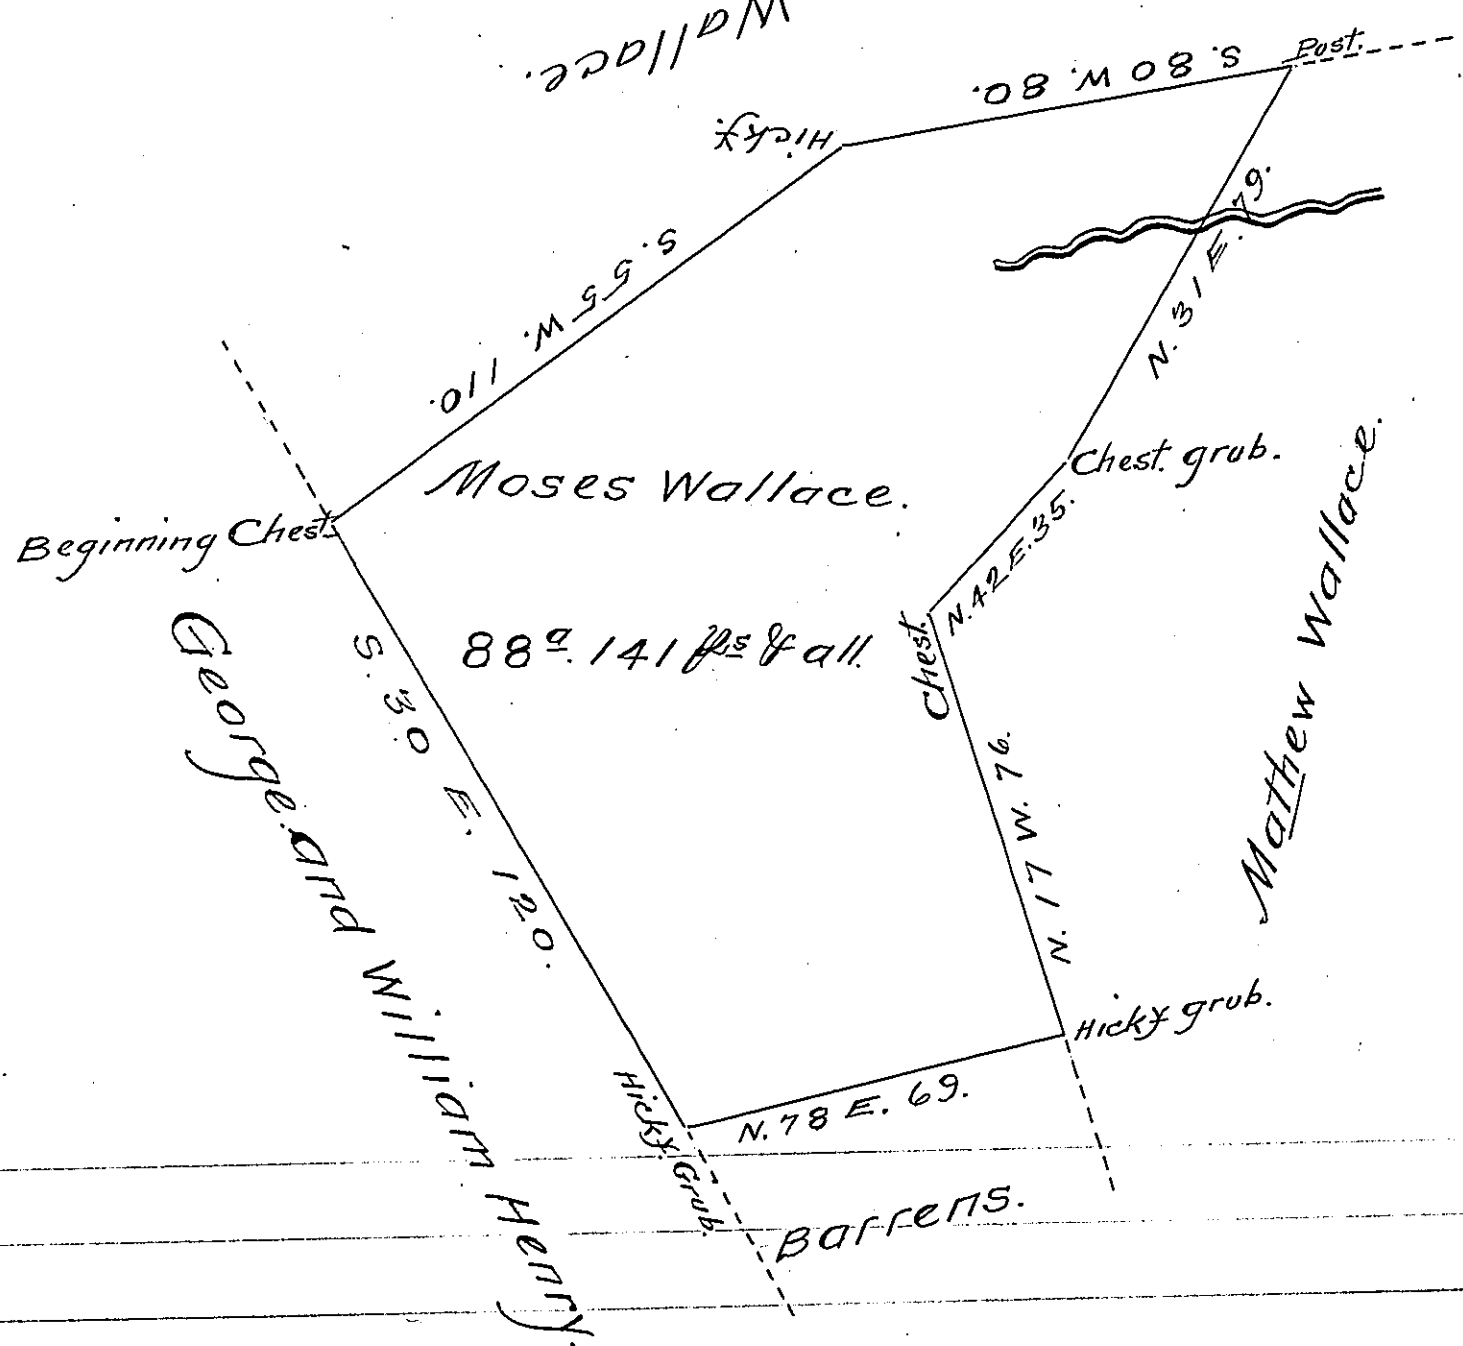 Wallace.
Post.
S. 80 W. 80.
Hicky.
N. 31 E. 79.
S. 55 W. 110.
Chest. grub.
Moses Wallace.
Beginning Chest.
N. 42 E. 35.
88a. 141 ps & all.
Chest.
S. 30 E. 120.
George and William Henry.
Mathew Wallace.
N. 17 W. 76.
Hicky grub.
N. 78 E. 69.
Hicky. Grub.
Barrens.